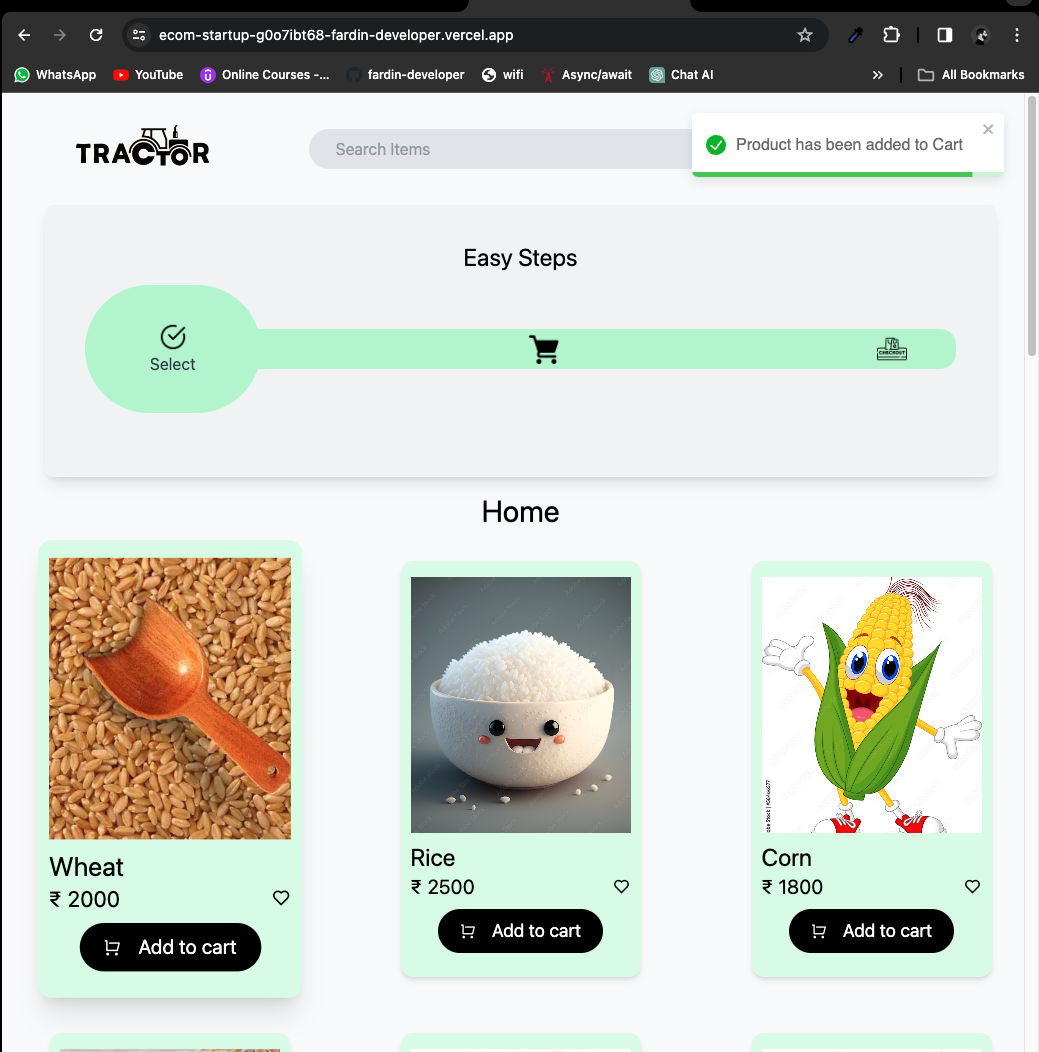 ecom-startup-g0o7ibt68-fardin-developer.vercel.app
WhatsApp YouTube Online Courses -... fardin-developer wifi Async/await Chat AI » All Bookmarks
TRACTOR
Search Items
Product has been added to Cart
Easy Steps
Select
CHECKOUT
Home
Wheat
₹ 2000
Add to cart
Rice
₹ 2500
Add to cart
Corn
₹ 1800
Add to cart